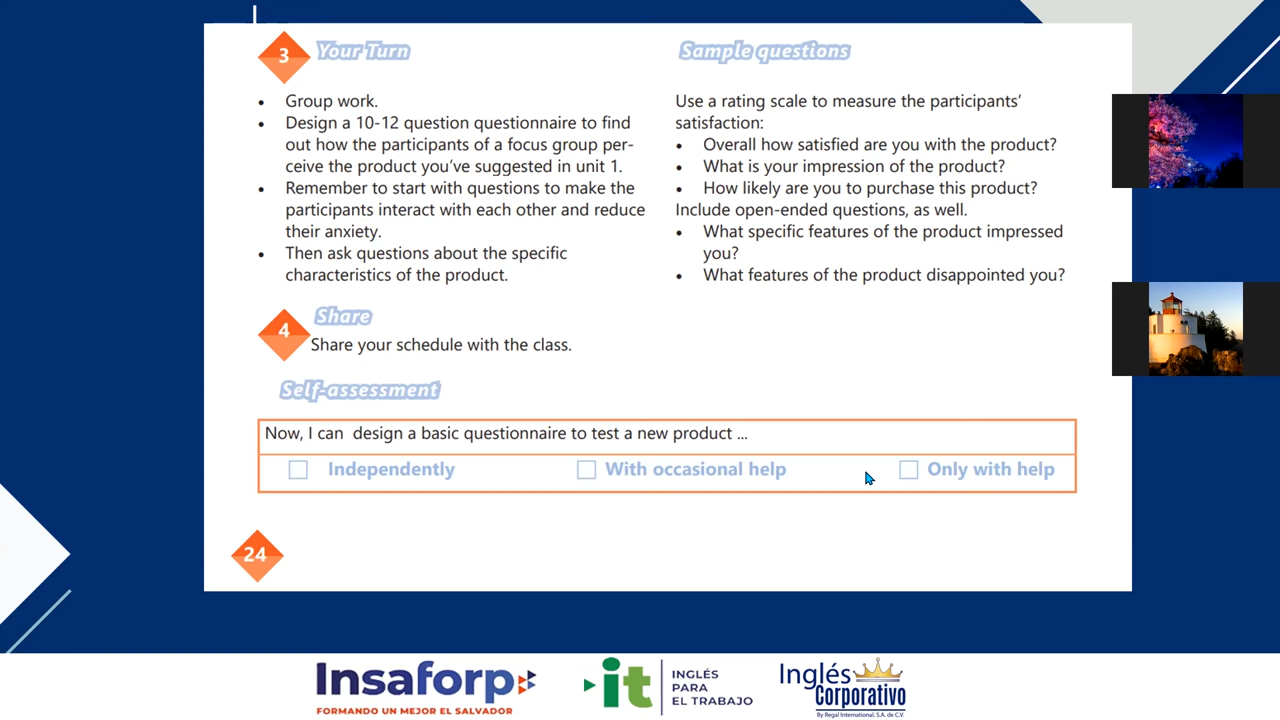 3
Your Turn
• Group work.
• Design a 10-12 question questionnaire to find
out how the participants of a focus group per-
ceive the product you've suggested in unit 1.
• Remember to start with questions to make the
participants interact with each other and reduce
their anxiety.
• Then ask questions about the specific
characteristics of the product.
Sample questions
Use a rating scale to measure the participants'
satisfaction:
• Overall how satisfied are you with the product?
• What is your impression of the product?
• How likely are you to purchase this product?
Include open-ended questions, as well.
• What specific features of the product impressed
you?
• What features of the product disappointed you?
4
Share
Share your schedule with the class.
Self-assessment
Now, I can design a basic questionnaire to test a new product ...
Independently
With occasional help
Only with help
24
Insaforp
FORMANDO UN MEJOR EL SALVADOR
it
INGLÉS
PARA
EL TRABAJO
Inglés
Corporativo
By Regal International, S.A. de C.V.